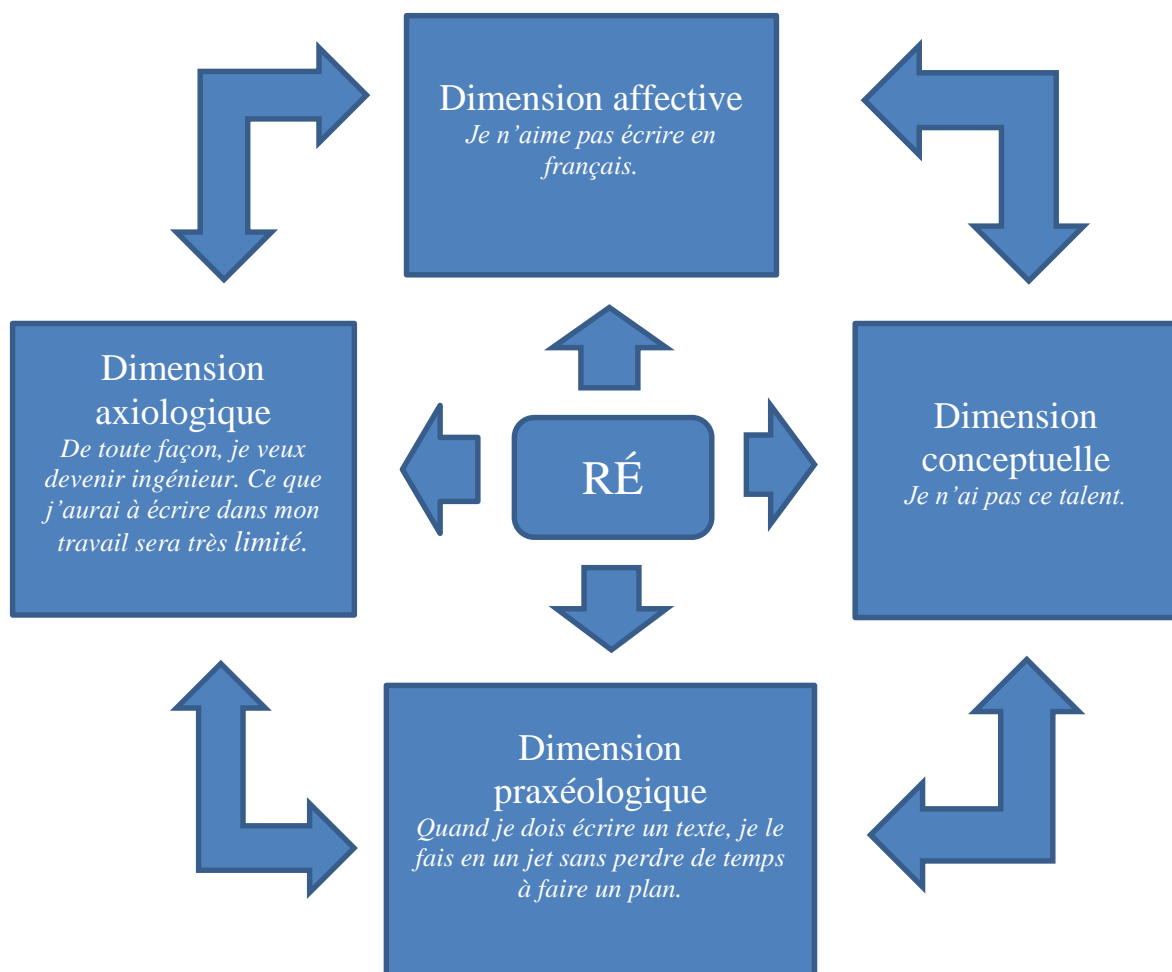 Dimension affective
Je n’aime pas écrire en
français.
Dimension
axiologique
De toute façon, je veux
devenir ingénieur. Ce que
j’aurai à écrire dans mon
travail sera très limité.
RÉ
Dimension
conceptuelle
Je n’ai pas ce talent.
Dimension
praxéologique
Quand je dois écrire un texte, je le
fais en un jet sans perdre de temps
à faire un plan.